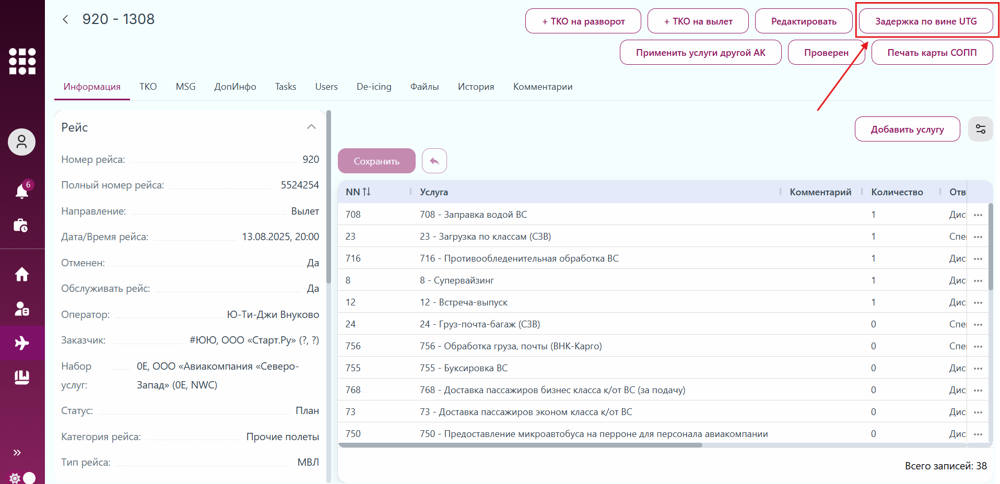 920 - 1308
+ ТКО на разворот
+ ТКО на вылет
Редактировать
Задержка по вине UTG
Применить услуги другой АК
Проверен
Печать карты СОПП
Информация
ТКО
MSG
ДопИнфо
Tasks
Users
De-icing
Файлы
История
Комментарии
6
Рейс
Номер рейса: 920
Полный номер рейса: 5524254
Направление: Вылет
Дата/Время рейса: 13.08.2025, 20:00
Отменен: Да
Обслуживать рейс: Да
Оператор: Ю-Ти-Джи Внуково
Заказчик: #ЮЮ, ООО «Старт.Ру» (?, ?)
Набор услуг: 0Е, ООО «Авиакомпания «Северо-
Запад» (0Е, NWC)
Статус: План
Категория рейса: Прочие полеты
Тип рейса: МВЛ
Добавить услугу
Сохранить
NN Услуга Комментарий Количество Отв
708 708 - Заправка водой ВС 1 Дис ...
23 23 - Загрузка по классам (СЗВ) 1 Спе ...
716 716 - Противообледенительная обработка ВС 1 Дис ...
8 8 - Супервайзинг 1 Дис ...
12 12 - Встреча-выпуск 1 Дис ...
24 24 - Груз-почта-багаж (СЗВ) 0 Спе ...
756 756 - Обработка груза, почты (ВНК-Карго) 0 Спе ...
755 755 - Буксировка ВС 0 Дис ...
768 768 - Доставка пассажиров бизнес класса к/от ВС (за подачу) 0 Дис ...
73 73 - Доставка пассажиров эконом класса к/от ВС 0 Дис ...
750 750 - Предоставление микроавтобуса на перроне для персонала авиакомпании 0 Дис ...
Всего записей: 38